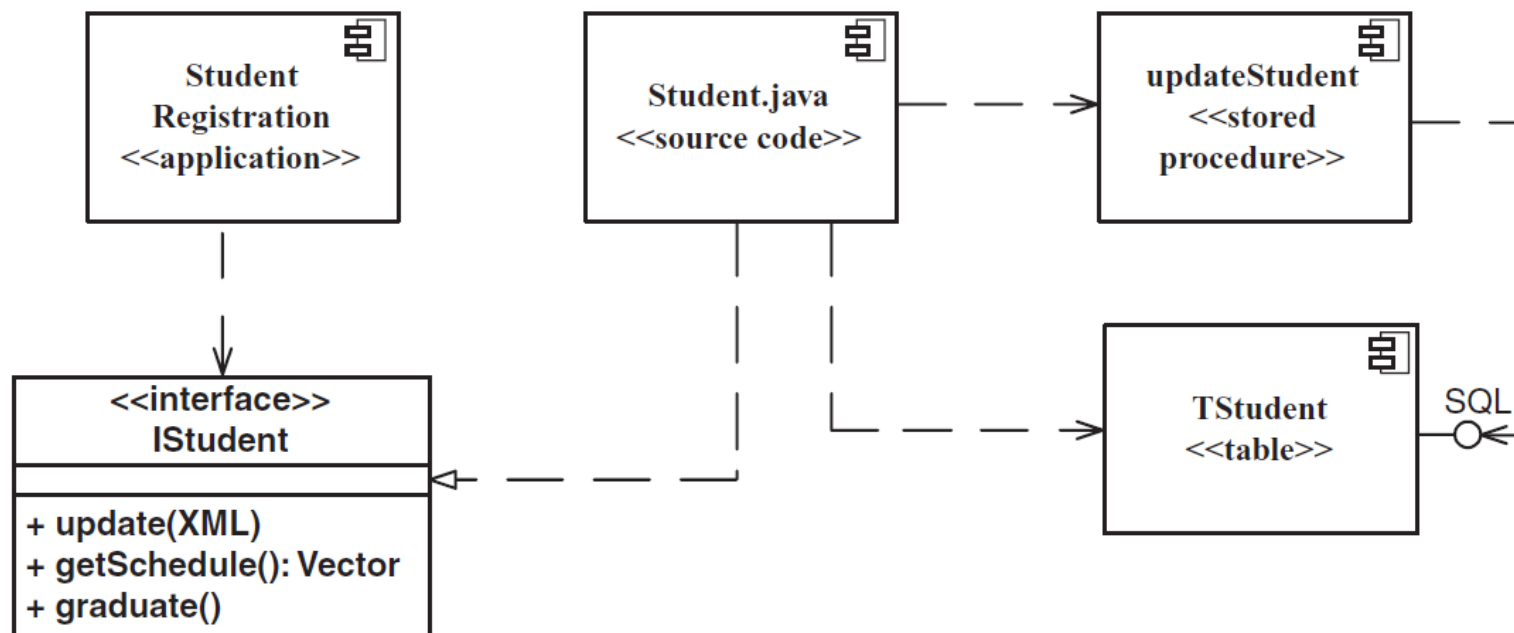 Student
Registration
<<application>>
Student.java
<<source code>>
updateStudent
<<stored
procedure>>
<<interface>>
IStudent
+ update(XML)
+ getSchedule(): Vector
+ graduate()
TStudent
<<table>>
SQL